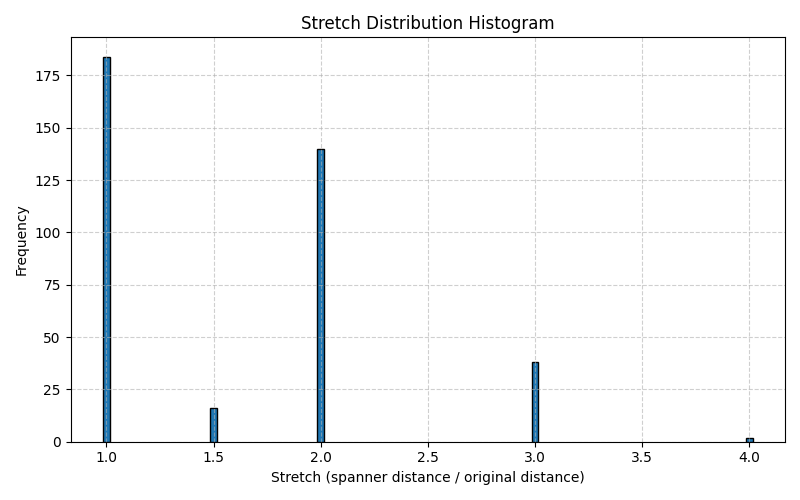 Stretch Distribution Histogram
Frequency
175
150
125
100
75
50
25
0
1.0 1.5 2.0 2.5 3.0 3.5 4.0
Stretch (spanner distance / original distance)